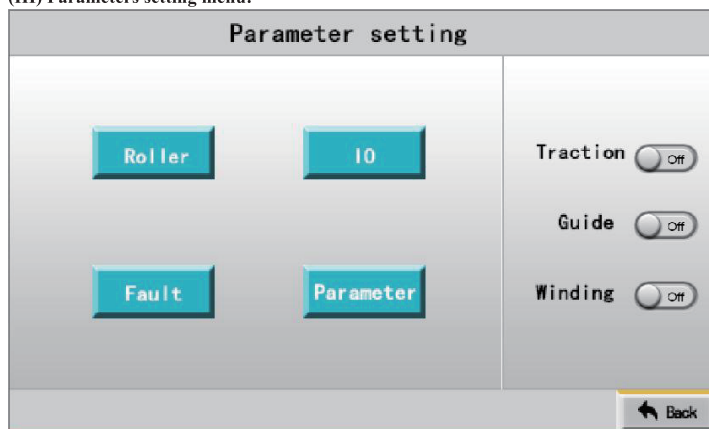 (III) Parameters setting menu:
Parameter setting
Roller
IO
Traction
Off
Guide
Off
Fault
Parameter
Winding
Off
Back